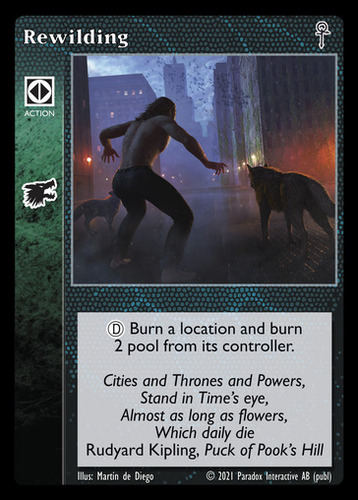 Rewilding
ACTION
D Burn a location and burn
2 pool from its controller.
Cities and Thrones and Powers,
Stand in Time's eye,
Almost as long as flowers,
Which daily die
Rudyard Kipling, Puck of Pook's Hill
Illus: Martín de Diego © 2021 Paradox Interactive AB (publ)